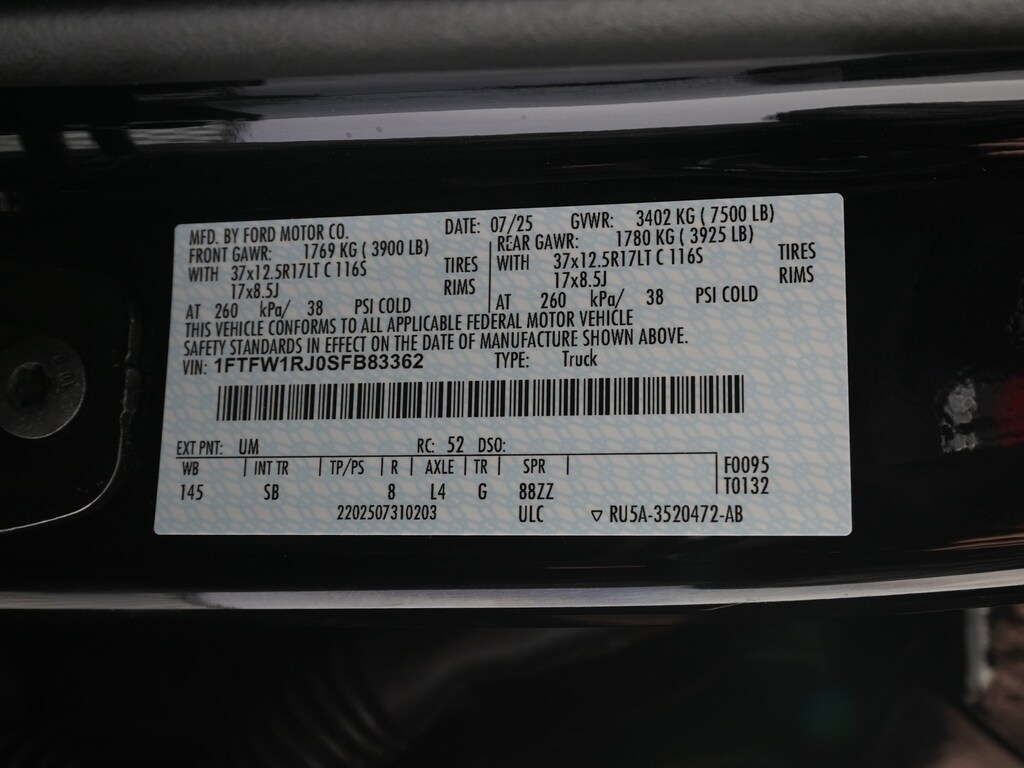 MFD. BY FORD MOTOR CO. DATE: 07/25 GVWR: 3402 KG ( 7500 LB)
FRONT GAWR: 1769 KG ( 3900 LB) REAR GAWR: 1780 KG ( 3925 LB)
WITH 37x12.5R17LT C 116S TIRES WITH 37x12.5R17LT C 116S TIRES
17x8.5J RIMS 17x8.5J RIMS
AT 260 kPa/ 38 PSI COLD AT 260 kPa/ 38 PSI COLD
THIS VEHICLE CONFORMS TO ALL APPLICABLE FEDERAL MOTOR VEHICLE
SAFETY STANDARDS IN EFFECT ON THE DATE OF MANUFACTURE SHOWN ABOVE.
VIN: 1FTFW1RJ0SFB83362 TYPE: Truck
EXT PNT: UM RC: 52 DSO:
WB INT TR TP/PS R AXLE TR SPR F0095
145 SB 8 L4 G 88ZZ T0132
2202507310203 ULC ▽ RU5A-3520472-AB